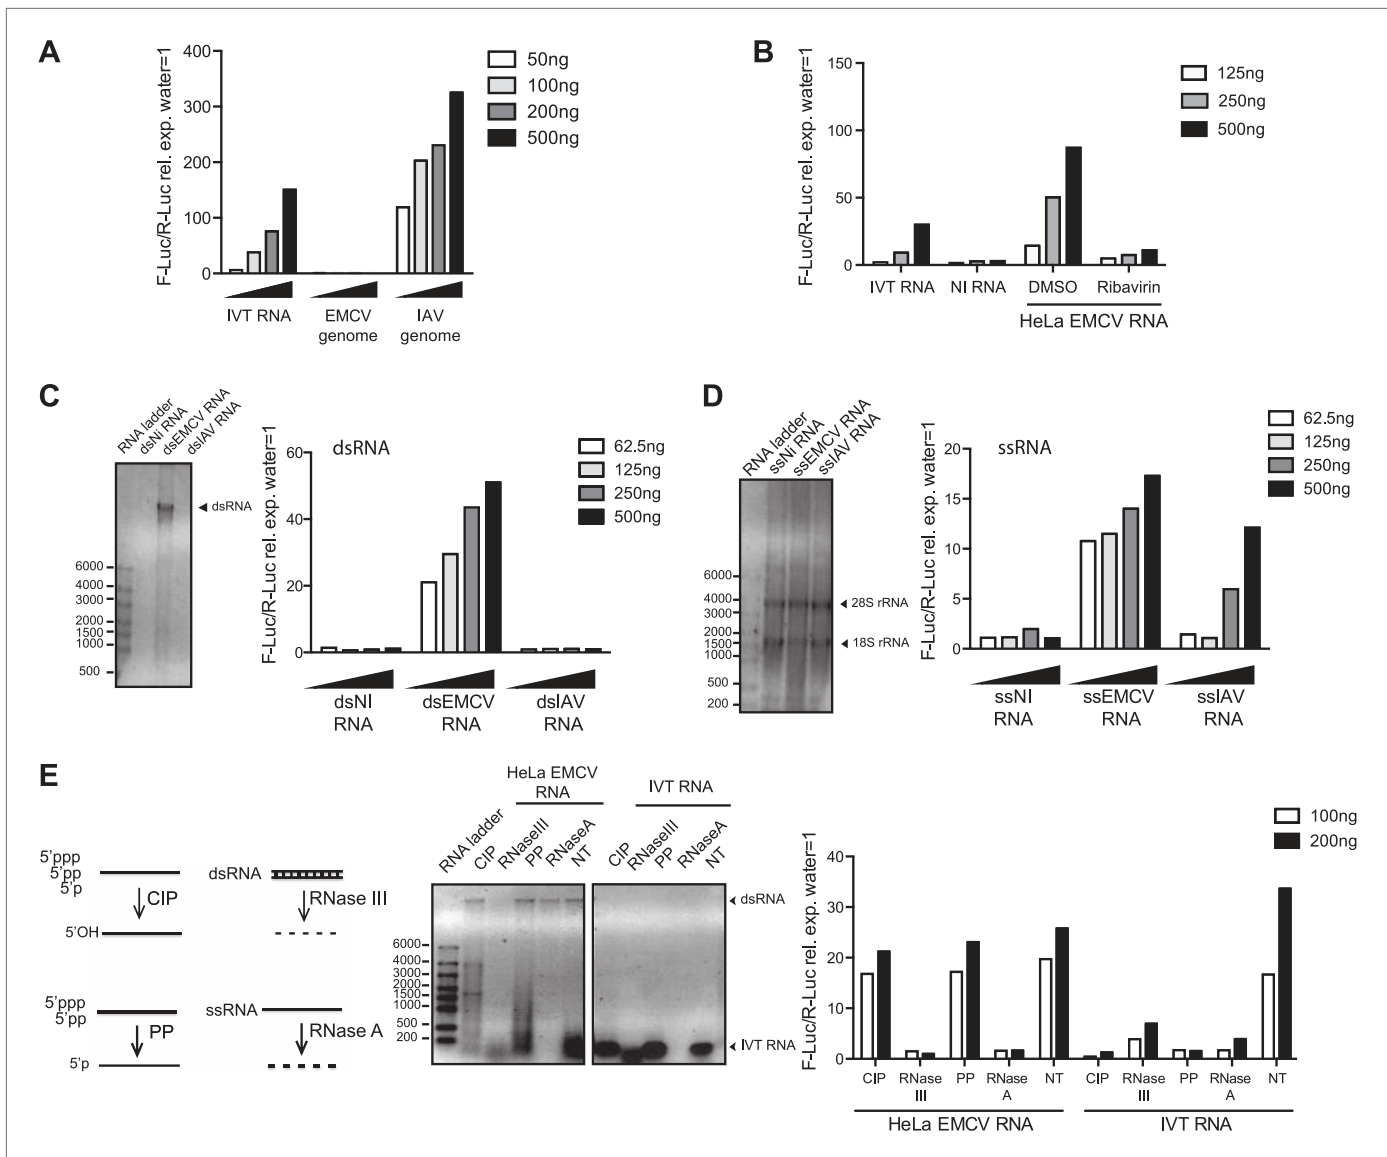 A
F-Luc/R-Luc rel. exp. water=1
400
300
200
100
0
50ng
100ng
200ng
500ng
IVT RNA
EMCV genome
IAV genome
B
F-Luc/R-Luc rel. exp. water=1
150
100
50
0
125ng
250ng
500ng
IVT RNA
NI RNA
DMSO
Ribavirin
HeLa EMCV RNA
C
RNA ladder
dsNi RNA
dsEMCV RNA
dsIAV RNA
dsRNA
6000
4000
3000
2000
1500
1000
500
F-Luc/R-Luc rel. exp. water=1
60
40
20
0
dsRNA
62.5ng
125ng
250ng
500ng
dsNI RNA
dsEMCV RNA
dsIAV RNA
D
RNA ladder
ssNi RNA
ssEMCV RNA
ssIAV RNA
6000
4000
3000
2000
1500
1000
500
200
28S rRNA
18S rRNA
F-Luc/R-Luc rel. exp. water=1
20
15
10
5
0
ssRNA
62.5ng
125ng
250ng
500ng
ssNI RNA
ssEMCV RNA
ssIAV RNA
E
5'ppp
5'pp
5'p
CIP
5'OH
dsRNA
RNase III
5'ppp
5'pp
PP
5'p
ssRNA
RNase A
HeLa EMCV RNA
IVT RNA
RNA ladder
CIP
RNaseIII
PP
RNaseA
NT
CIP
RNaseIII
PP
RNaseA
NT
6000
4000
3000
2000
1500
1000
500
200
dsRNA
IVT RNA
F-Luc/R-Luc rel. exp. water=1
40
30
20
10
0
100ng
200ng
CIP
RNase III
PP
RNase A
NT
CIP
RNase III
PP
RNase A
NT
HeLa EMCV RNA
IVT RNA